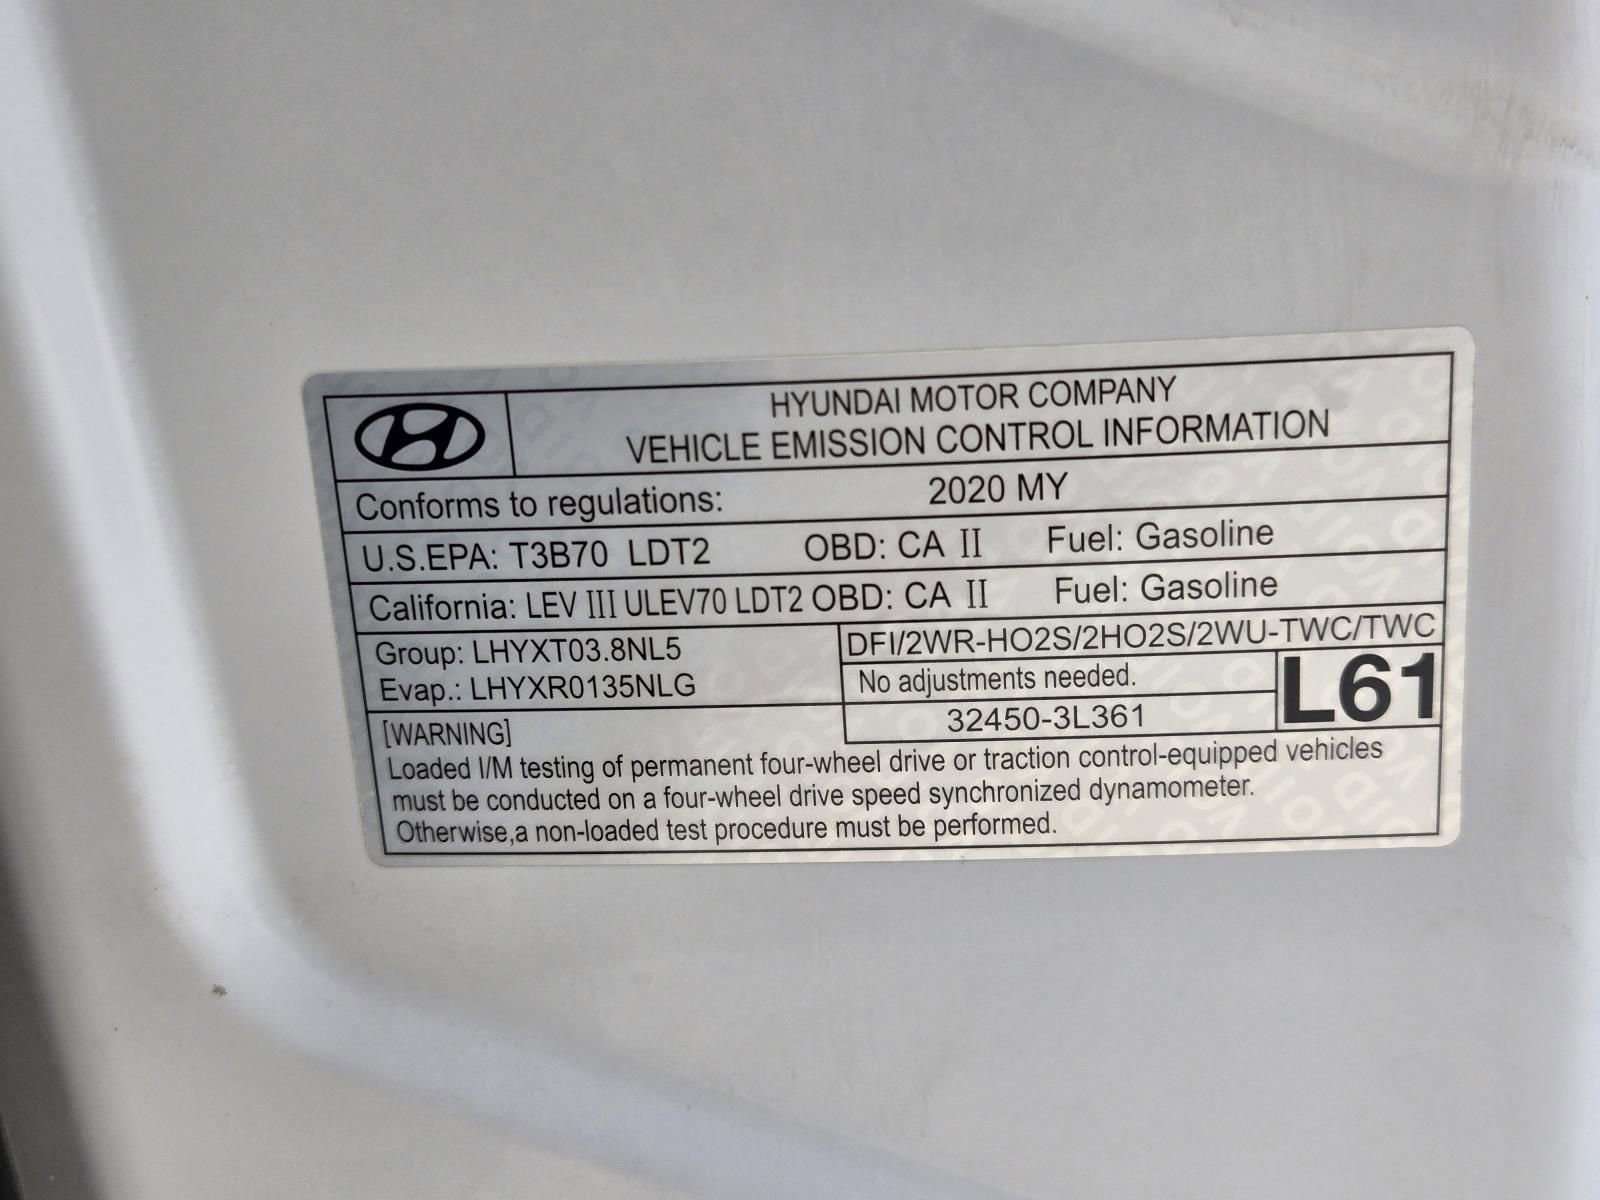 HYUNDAI MOTOR COMPANY
VEHICLE EMISSION CONTROL INFORMATION
Conforms to regulations: 2020 MY
U.S.EPA: T3B70 LDT2 OBD: CA II Fuel: Gasoline
California: LEV III ULEV70 LDT2 OBD: CA II Fuel: Gasoline
Group: LHYXT03.8NL5
Evap.: LHYXR0135NLG
DFI/2WR-HO2S/2HO2S/2WU-TWC/TWC
No adjustments needed.
32450-3L361
L61
[WARNING]
Loaded I/M testing of permanent four-wheel drive or traction control-equipped vehicles
must be conducted on a four-wheel drive speed synchronized dynamometer.
Otherwise,a non-loaded test procedure must be performed.